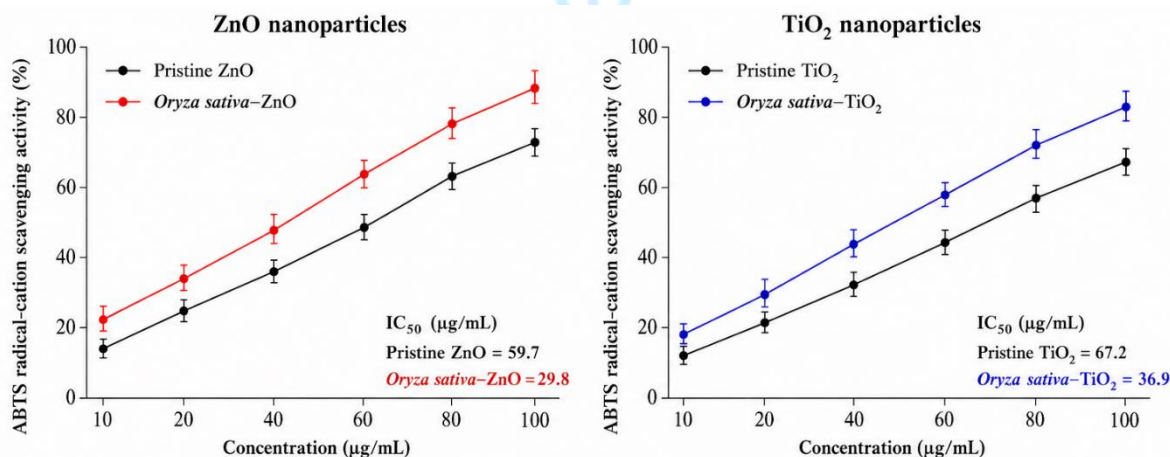 ZnO nanoparticles
ABTS radical-cation scavenging activity (%)
100
80
60
40
20
0
Pristine ZnO
Oryza sativa–ZnO
IC₅₀ (µg/mL)
Pristine ZnO = 59.7
Oryza sativa–ZnO = 29.8
10 20 40 60 80 100
Concentration (µg/mL)
TiO₂ nanoparticles
ABTS radical-cation scavenging activity (%)
100
80
60
40
20
0
Pristine TiO₂
Oryza sativa–TiO₂
IC₅₀ (µg/mL)
Pristine TiO₂ = 67.2
Oryza sativa–TiO₂ = 36.9
10 20 40 60 80 100
Concentration (µg/mL)